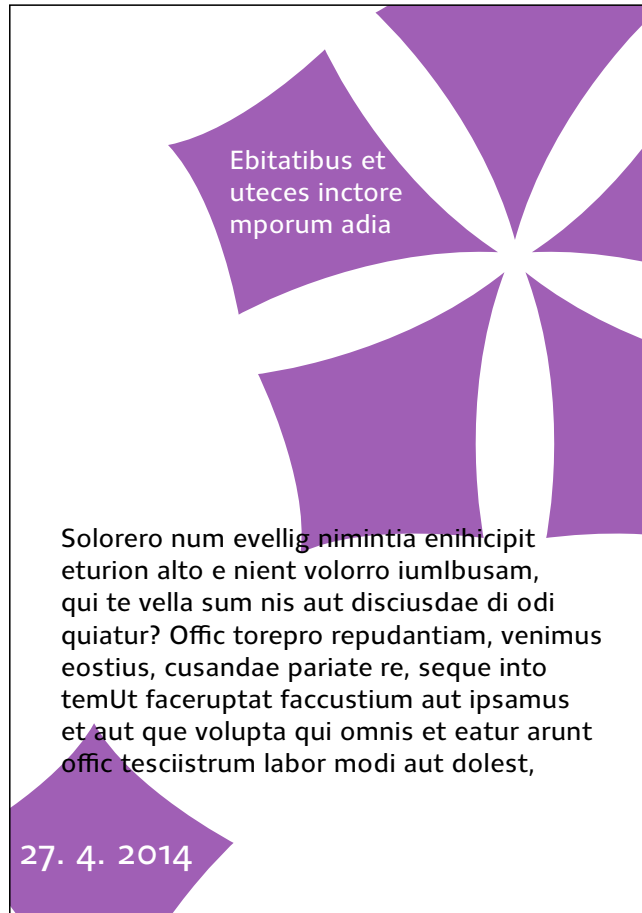 Ebitatibus et
uteces inctore
mporum adia
Solorero num evellig nimintia enihicipit
eturion alto e nient volorro iumIbusam,
qui te vella sum nis aut disciusdae di odi
quiatur? Offic torepro repudantiam, venimus
eostius, cusandae pariate re, seque into
temUt faceruptat faccustium aut ipsamus
et aut que volupta qui omnis et eatur arunt
offic tesciistrum labor modi aut dolest,
27. 4. 2014